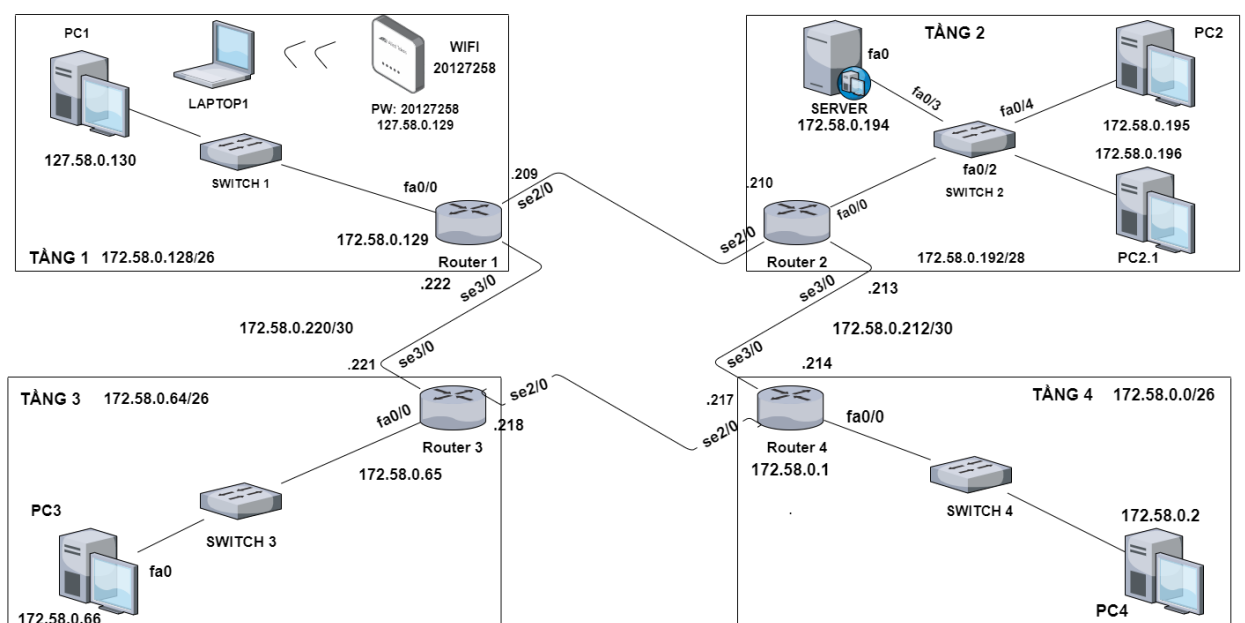 PC1
LAPTOP1
WIFI
20127258
PW: 20127258
127.58.0.129
127.58.0.130
SWITCH 1
fa0/0
.209
se2/0
172.58.0.129
Router 1
TẦNG 1 172.58.0.128/26
.222
se3/0
TẦNG 2
fa0
SERVER
172.58.0.194
fa0/3
fa0/4
PC2
172.58.0.195
172.58.0.196
fa0/2
SWITCH 2
.210
fa0/0
se2/0
Router 2
172.58.0.192/28
PC2.1
se3/0
.213
172.58.0.220/30
172.58.0.212/30
.221
se3/0
se3/0
.214
TẦNG 3 172.58.0.64/26
fa0/0
se2/0
.218
Router 3
172.58.0.65
SWITCH 3
PC3
fa0
172.58.0.66
TẦNG 4 172.58.0.0/26
.217
se2/0
fa0/0
Router 4
172.58.0.1
SWITCH 4
172.58.0.2
PC4